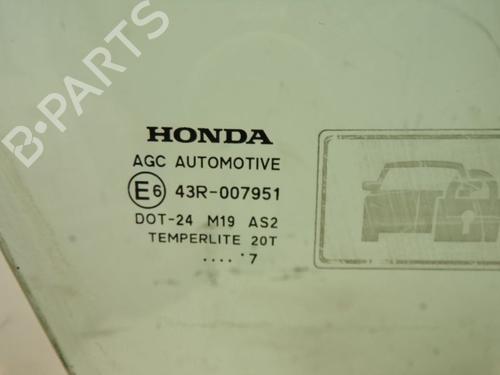 B-PARTS
HONDA
AGC AUTOMOTIVE
E6 43R-007951
DOT-24 M19 AS2
TEMPERLITE 20T
.... '7